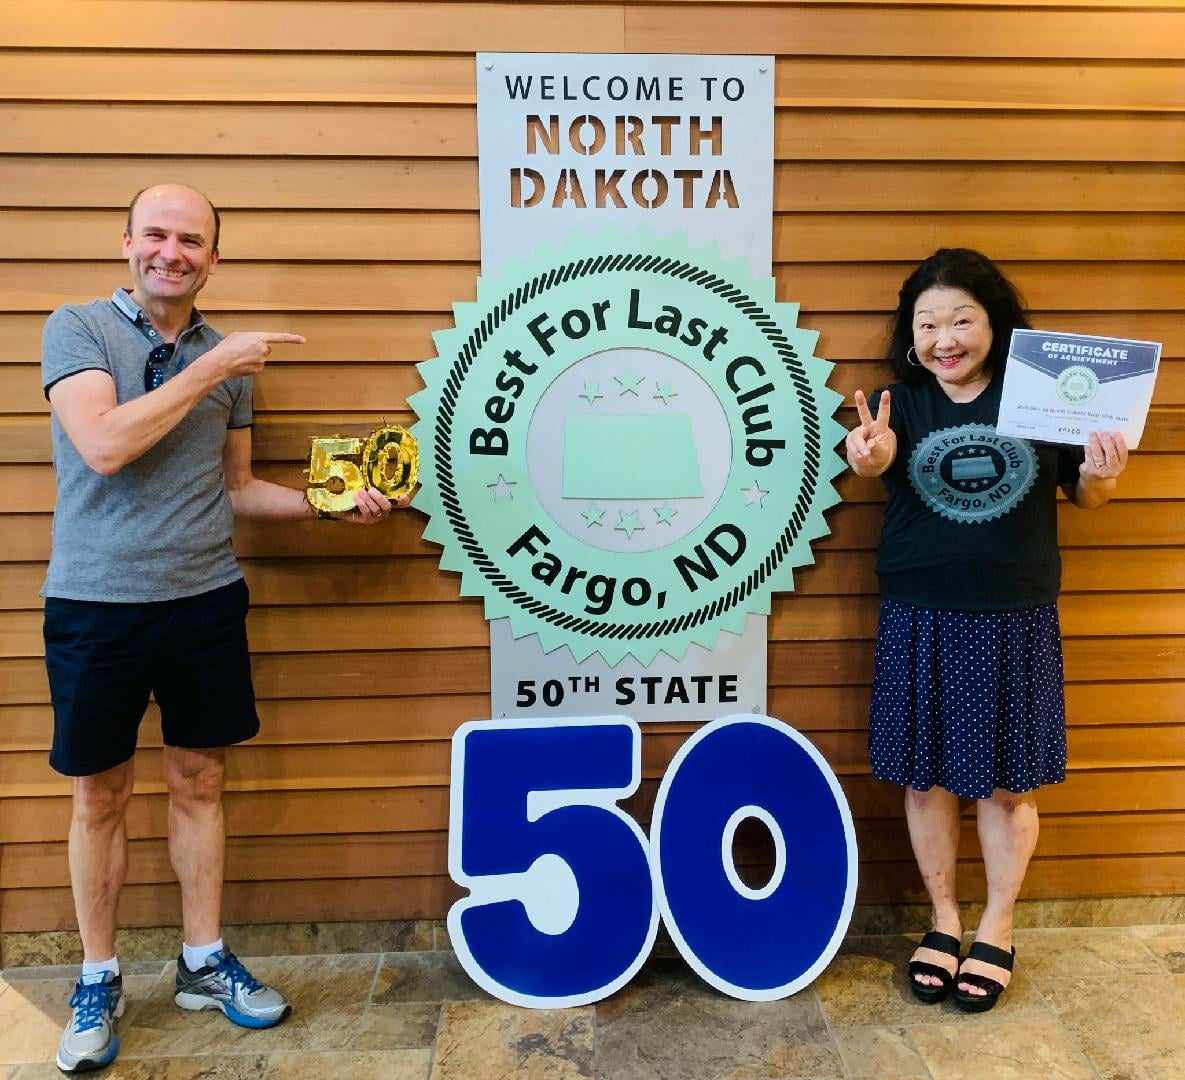 WELCOME TO
NORTH
DAKOTA
Best For Last Club
Fargo, ND
50TH STATE
50
50
CERTIFICATE
OF ACHIEVEMENT
Best For Last Club
Fargo, ND